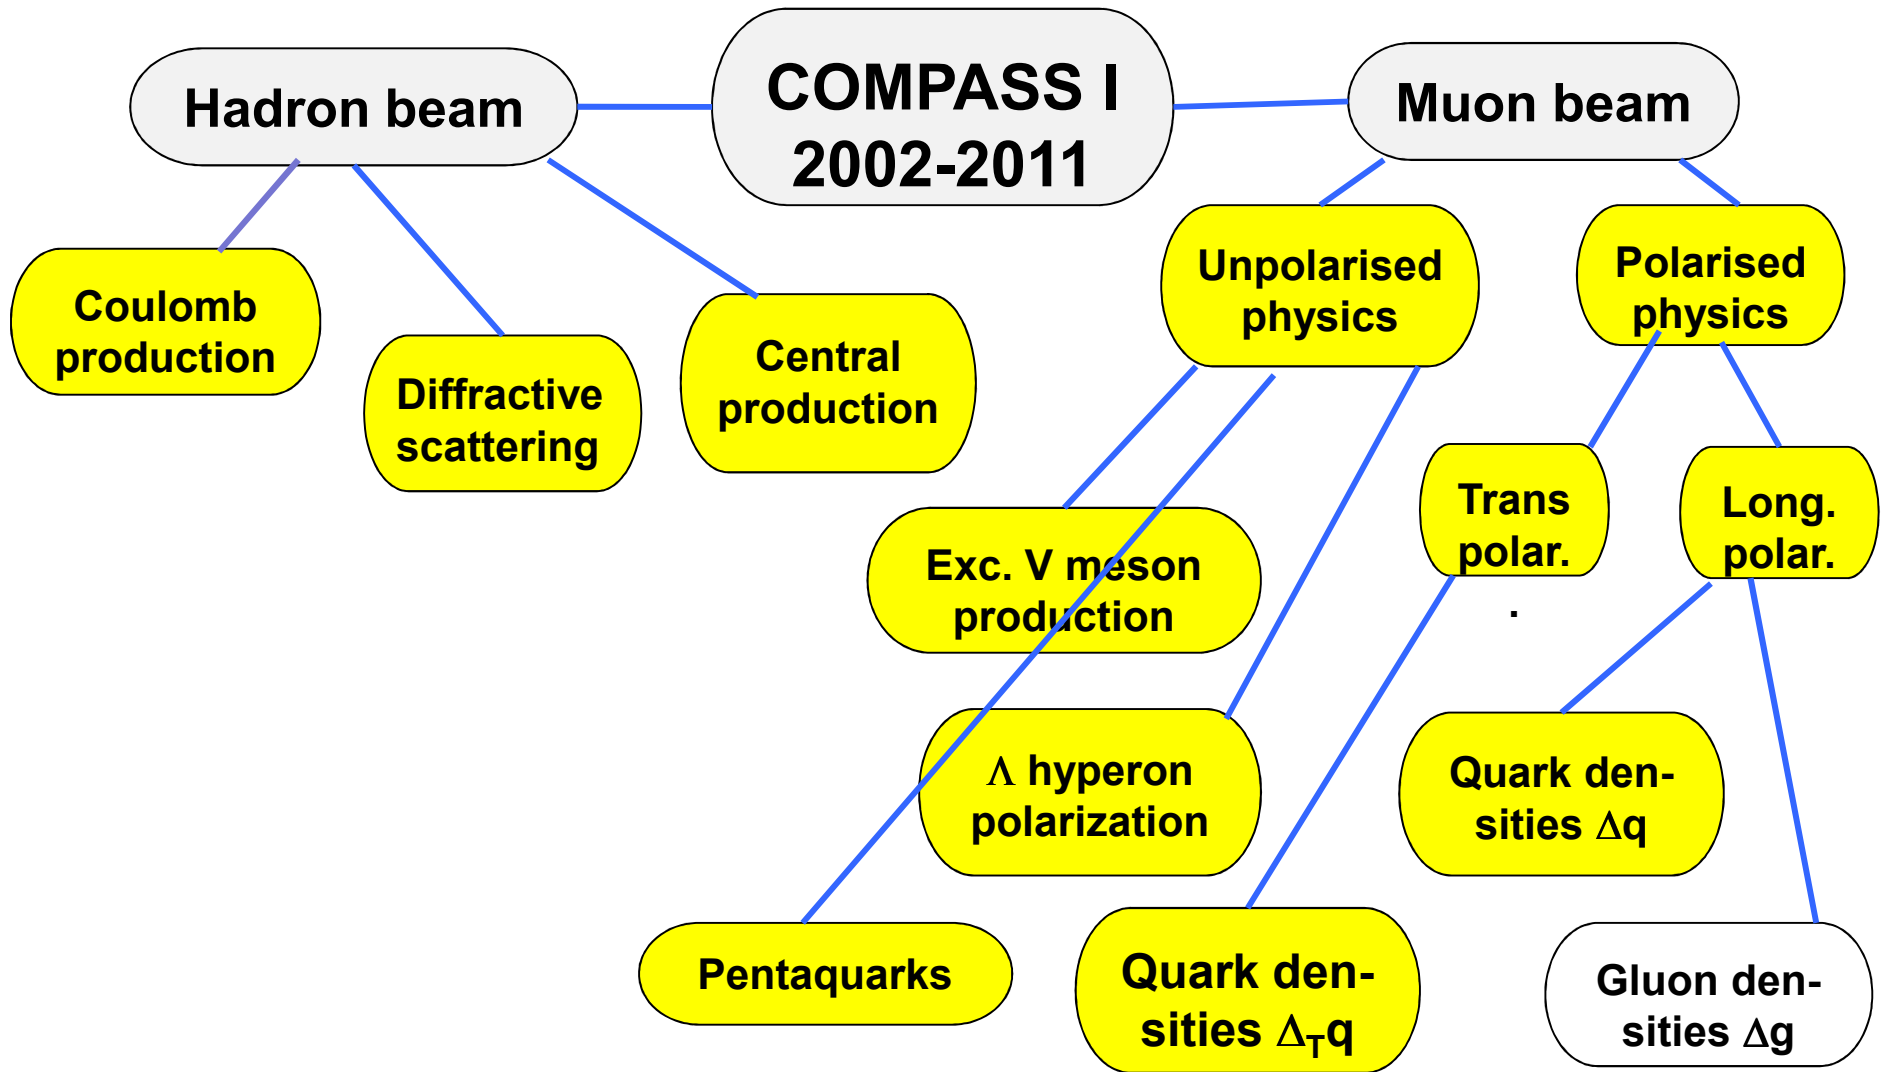 COMPASS I
2002-2011
Hadron beam
Muon beam
Coulomb
production
Diffractive
scattering
Central
production
Unpolarised
physics
Polarised
physics
Exc. V meson
production
Λ hyperon
polarization
Pentaquarks
Trans
polar.
.
Long.
polar.
Quark den-
sities Δq
Quark den-
sities Δ_Tq
Gluon den-
sities Δg